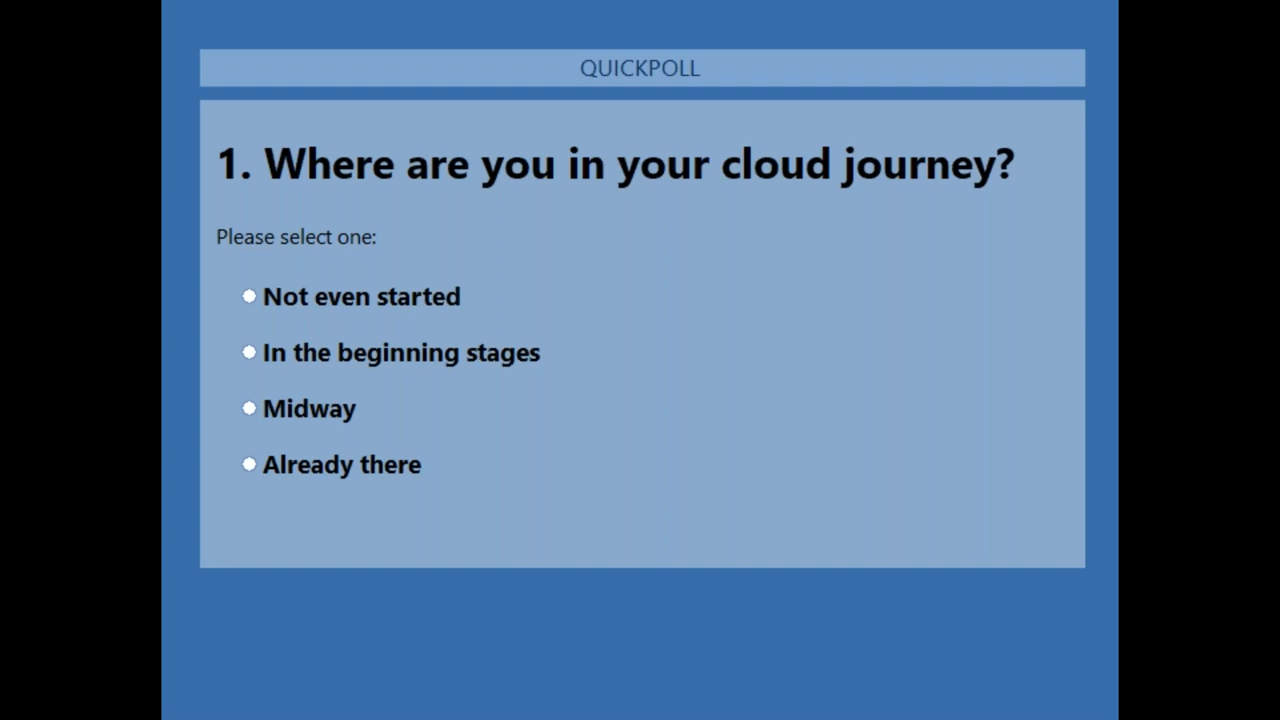 QUICKPOLL
1. Where are you in your cloud journey?
Please select one:
Not even started
In the beginning stages
Midway
Already there